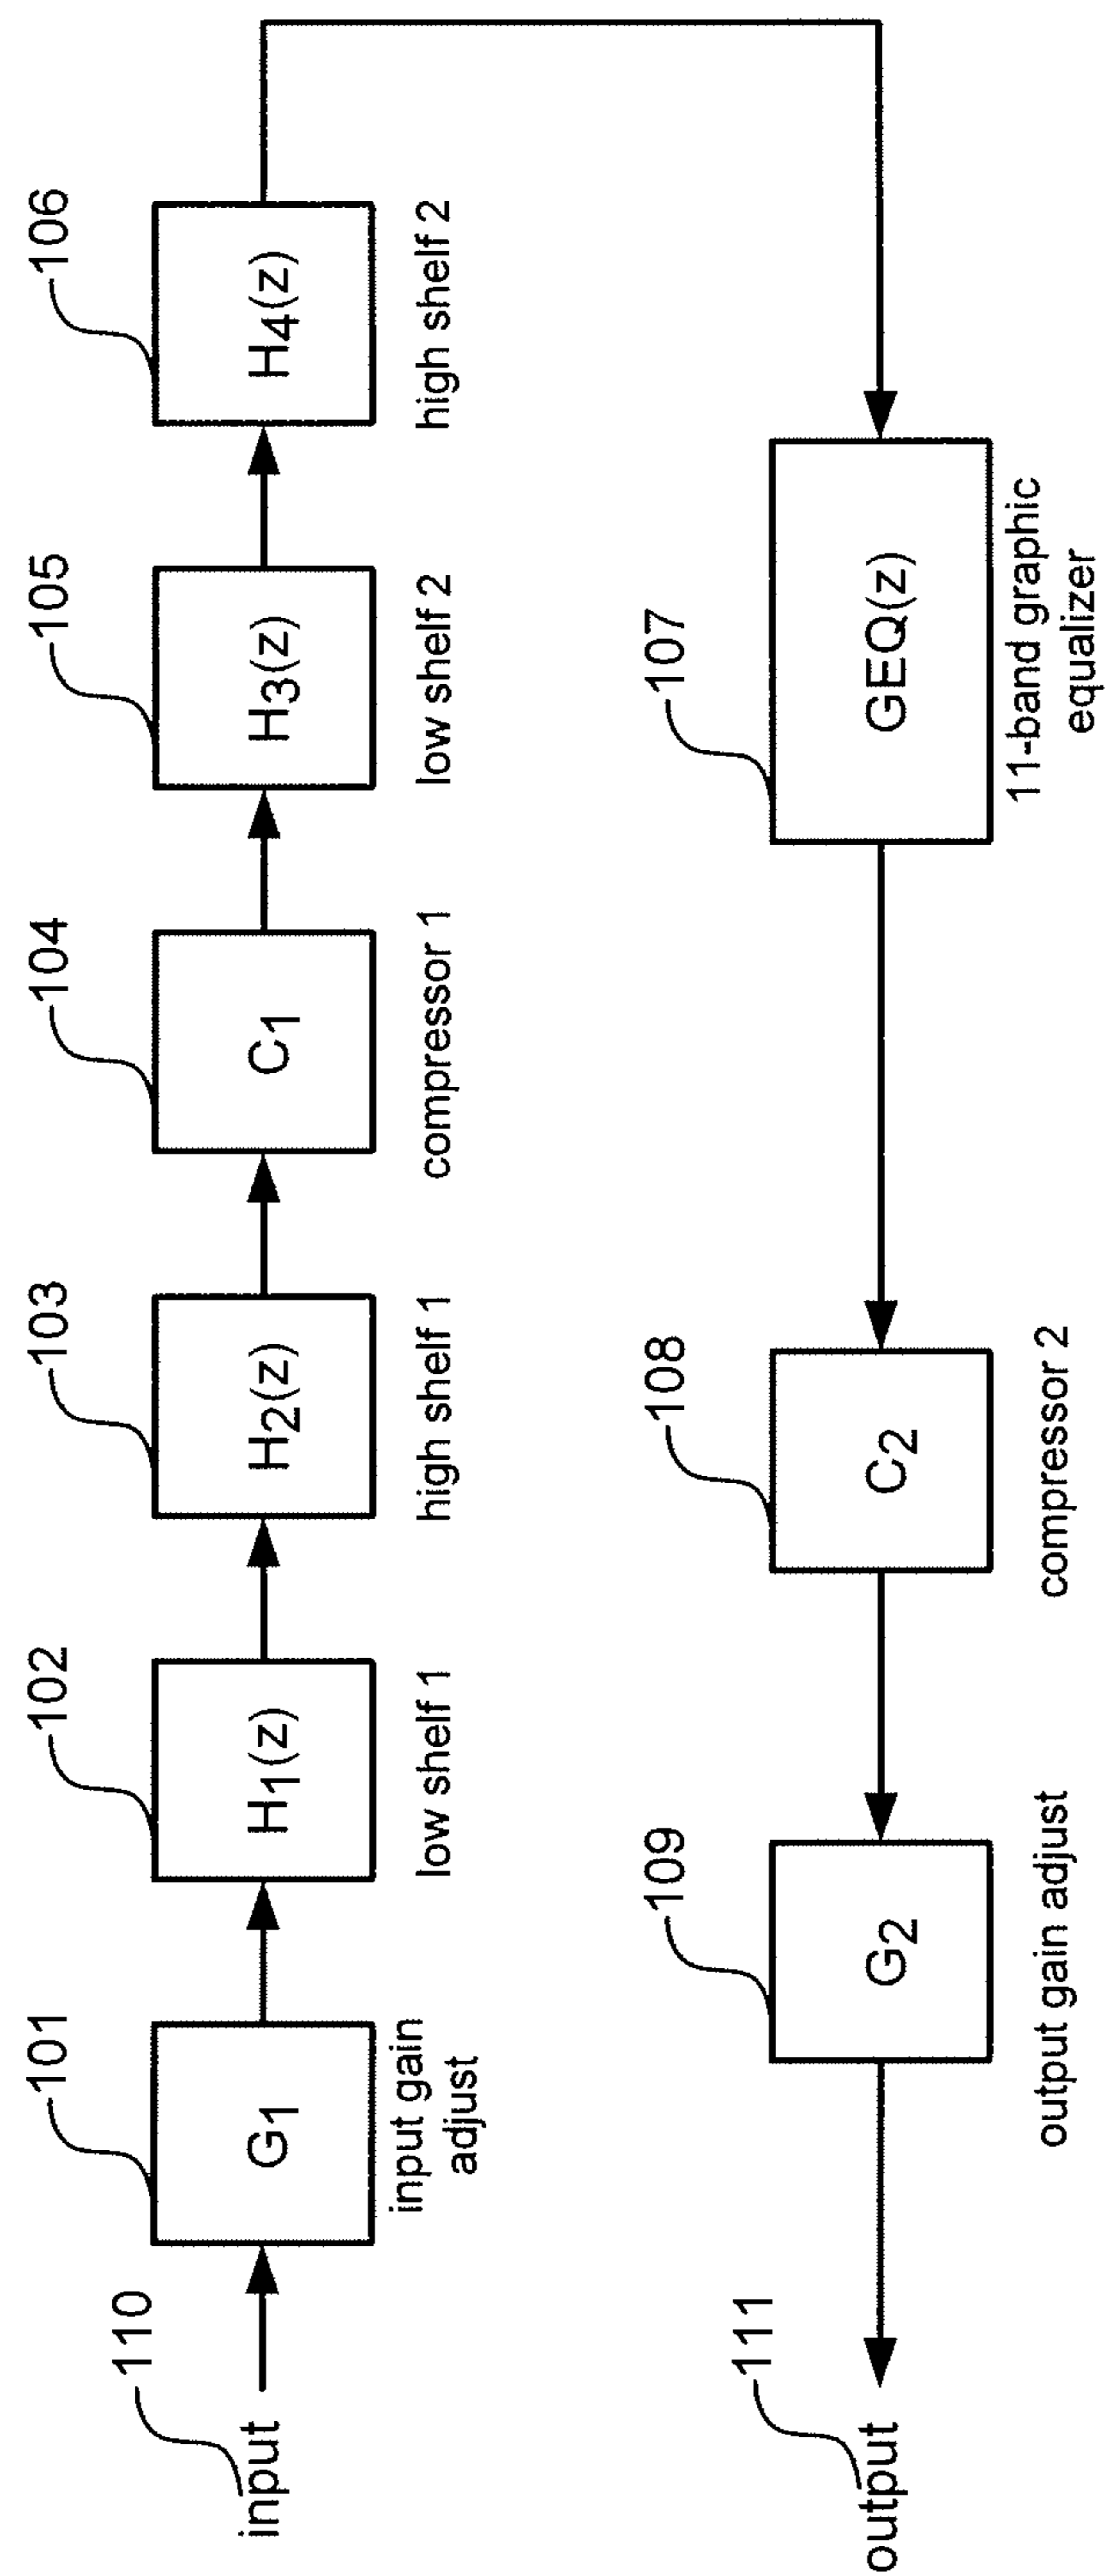 110
input
101
G1
input gain
adjust
102
H1(z)
low shelf 1
103
H2(z)
high shelf 1
104
C1
compressor 1
105
H3(z)
low shelf 2
106
H4(z)
high shelf 2
107
GEQ(z)
11-band graphic
equalizer
108
C2
compressor 2
109
G2
output gain adjust
111
output